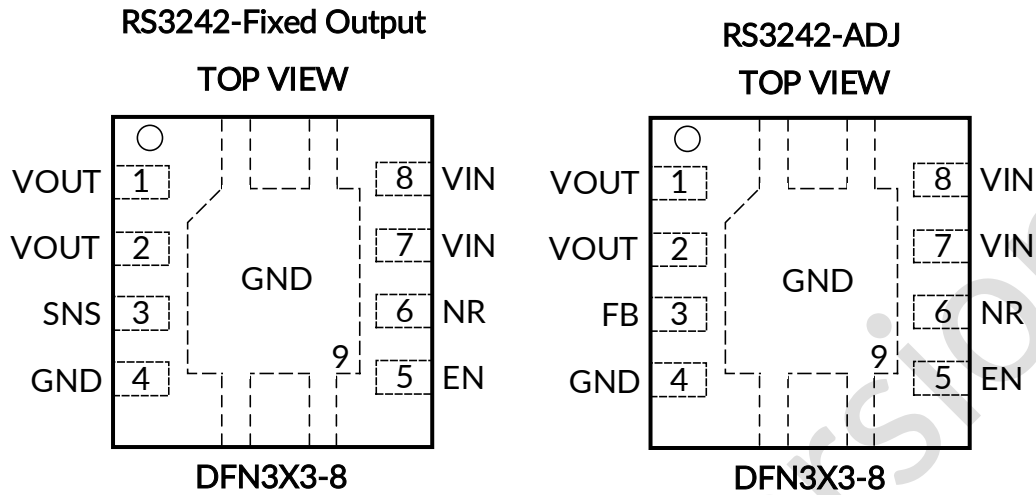 RS3242-Fixed Output
TOP VIEW
VOUT 1 8 VIN
VOUT 2 7 VIN
SNS 3 6 NR
GND 4 5 EN
GND
9
DFN3X3-8
RS3242-ADJ
TOP VIEW
VOUT 1 8 VIN
VOUT 2 7 VIN
FB 3 6 NR
GND 4 5 EN
GND
9
DFN3X3-8